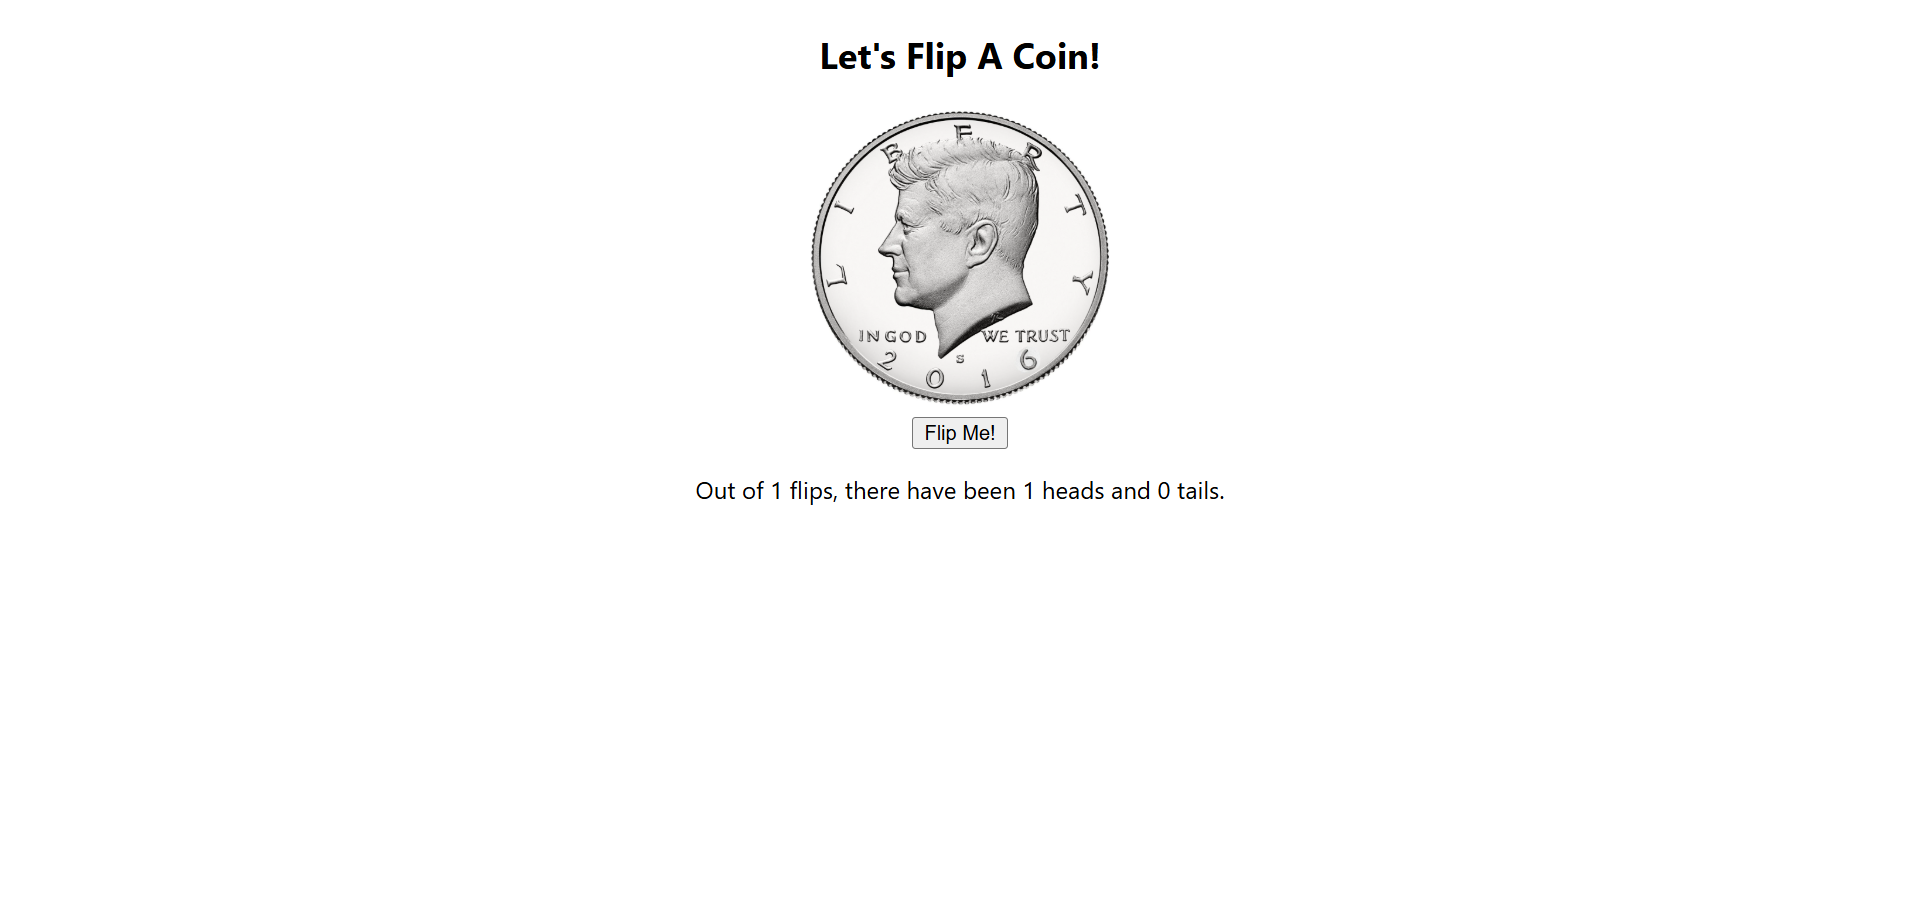 Let's Flip A Coin!
LIBERTY
IN GOD WE TRUST
S
2016
Flip Me!
Out of 1 flips, there have been 1 heads and 0 tails.